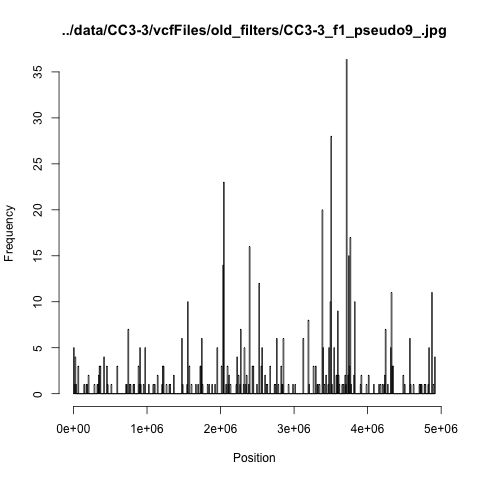 ../data/CC3-3/vcfFiles/old_filters/CC3-3_f1_pseudo9_.jpg
Frequency
35
30
25
20
15
10
5
0
0e+00 1e+06 2e+06 3e+06 4e+06 5e+06
Position